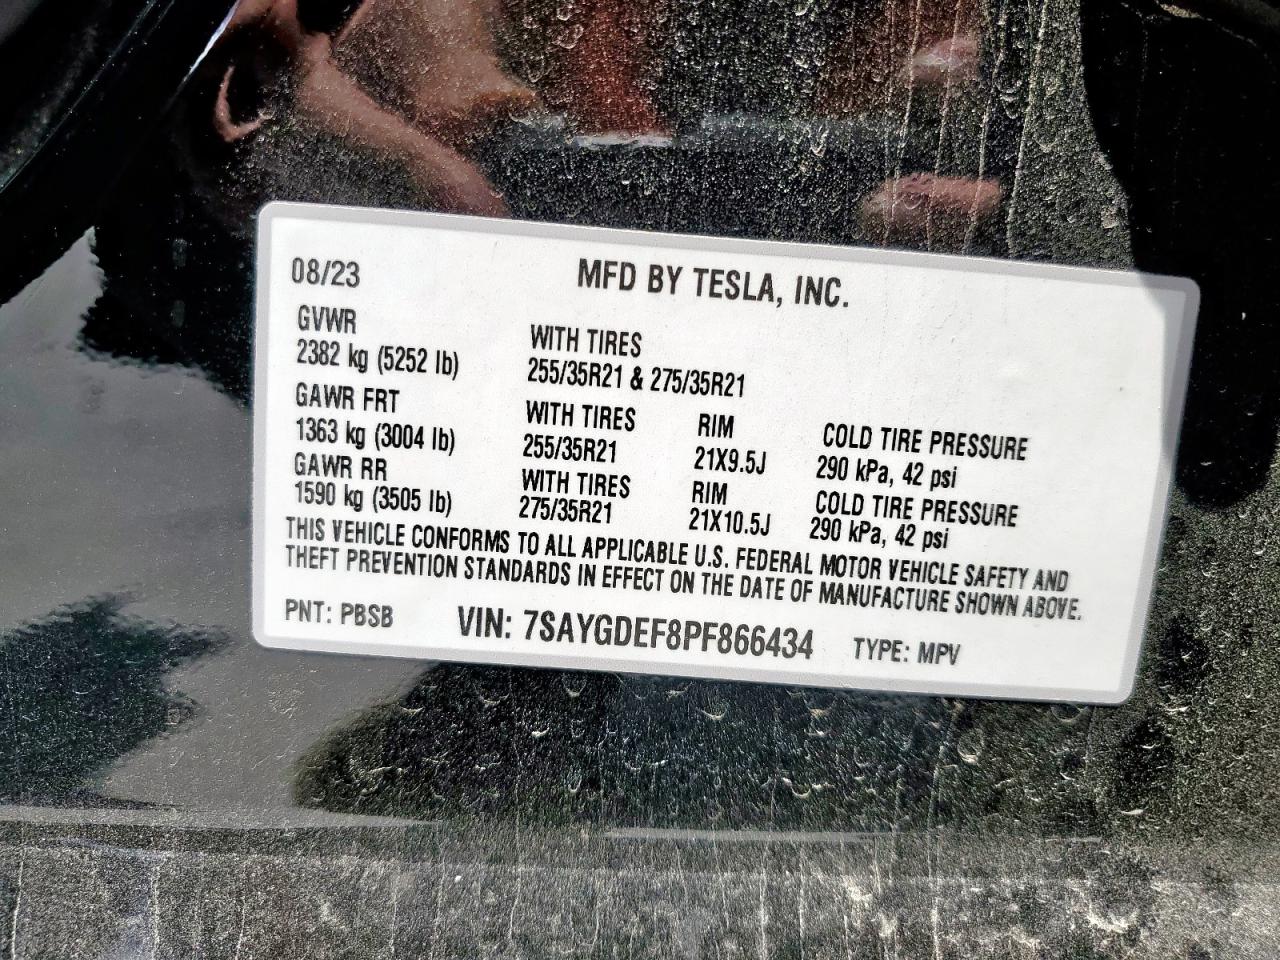 08/23 MFD BY TESLA, INC.
GVWR WITH TIRES
2382 kg (5252 lb) 255/35R21 & 275/35R21
GAWR FRT WITH TIRES RIM COLD TIRE PRESSURE
1363 kg (3004 lb) 255/35R21 21X9.5J 290 kPa, 42 psi
GAWR RR WITH TIRES RIM COLD TIRE PRESSURE
1590 kg (3505 lb) 275/35R21 21X10.5J 290 kPa, 42 psi
THIS VEHICLE CONFORMS TO ALL APPLICABLE U.S. FEDERAL MOTOR VEHICLE SAFETY AND
THEFT PREVENTION STANDARDS IN EFFECT ON THE DATE OF MANUFACTURE SHOWN ABOVE.
PNT: PBSB VIN: 7SAYGDEF8PF866434 TYPE: MPV